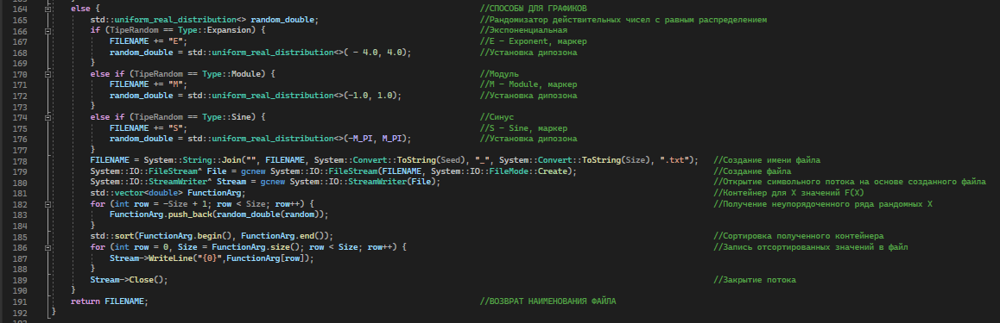 164 else { //СПОСОБЫ ДЛЯ ГРАФИКОВ
165 std::uniform_real_distribution<> random_double; //Рандомизатор действительных чисел с равным распределением
166 if (TipeRandom == Type::Expansion) { //Экспоненциальная
167 FILENAME += "E"; //E - Exponent, маркер
168 random_double = std::uniform_real_distribution<>( - 4.0, 4.0); //Установка дипозона
169 }
170 else if (TipeRandom == Type::Module) { //Модуль
171 FILENAME += "M"; //M - Module, маркер
172 random_double = std::uniform_real_distribution<>(-1.0, 1.0); //Установка дипозона
173 }
174 else if (TipeRandom == Type::Sine) { //Синус
175 FILENAME += "S"; //S - Sine, маркер
176 random_double = std::uniform_real_distribution<>(-M_PI, M_PI); //Установка дипозона
177 }
178 FILENAME = System::String::Join("", FILENAME, System::Convert::ToString(Seed), "_", System::Convert::ToString(Size), ".txt"); //Создание имени файла
179 System::IO::FileStream^ File = gcnew System::IO::FileStream(FILENAME, System::IO::FileMode::Create); //Создание файла
180 System::IO::StreamWriter^ Stream = gcnew System::IO::StreamWriter(File); //Открытие символьного потока на основе созданного файла
181 std::vector<double> FunctionArg; //Контейнер для X значений F(X)
182 for (int row = -Size + 1; row < Size; row++) { //Получение неупорядоченного ряда рандромных X
183 FunctionArg.push_back(random_double(random));
184 }
185 std::sort(FunctionArg.begin(), FunctionArg.end()); //Сортировка полученного контейнера
186 for (int row = 0, Size = FunctionArg.size(); row < Size; row++) { //Запись отсортированных значений в файл
187 Stream->WriteLine("{0}",FunctionArg[row]);
188 }
189 Stream->Close(); //Закрытие потока
190 }
191 return FILENAME; //ВОЗВРАТ НАИМЕНОВАНИЯ ФАЙЛА
192 }